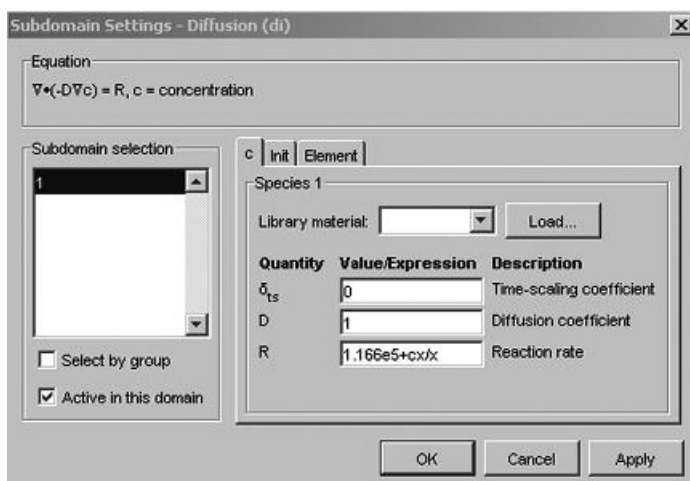 Subdomain Settings - Diffusion (di)
Equation
∇•(-D∇c) = R, c = concentration
Subdomain selection
1
Select by group
Active in this domain
c Init Element
Species 1
Library material: Load...
Quantity Value/Expression Description
δts 0 Time-scaling coefficient
D 1 Diffusion coefficient
R 1.166e5+cx/x Reaction rate
OK Cancel Apply